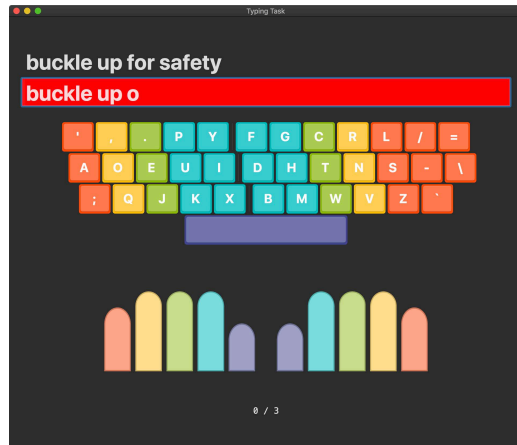 Typing Task
buckle up for safety
buckle up o
' , . P Y F G C R L / =
A O E U I D H T N S - \
; Q J K X B M W V Z `
0 / 3